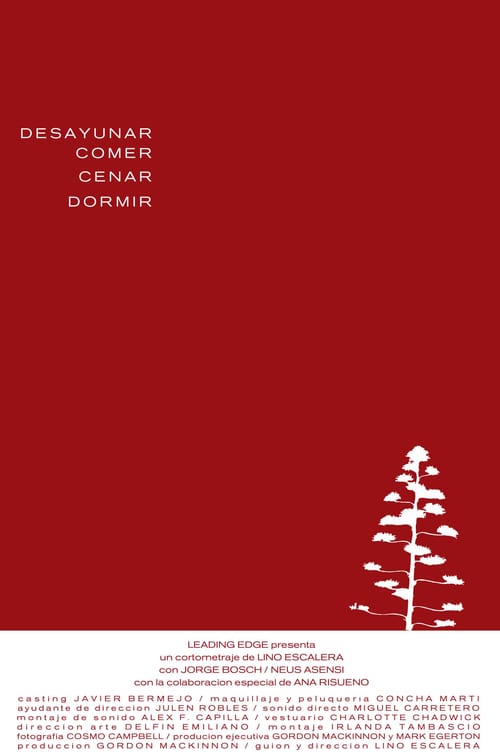 DESAYUNAR
COMER
CENAR
DORMIR
LEADING EDGE presenta
un cortometraje de LINO ESCALERA
con JORGE BOSCH / NEUS ASENSI
con la colaboracion especial de ANA RISUEÑO
casting JAVIER BERMEJO / maquillaje y peluqueria CONCHA MARTI
ayudante de direccion JULEN ROBLES / sonido directo MIGUEL CARRETERO
montaje de sonido ALEX F. CAPILLA / vestuario CHARLOTTE CHADWICK
direccion arte DELFIN EMILIANO / montaje IRLANDA TAMBASCIO
fotografia COSMO CAMPBELL / producion ejecutiva GORDON MACKINNON y MARK EGERTON
produccion GORDON MACKINNON / guion y direccion LINO ESCALERA